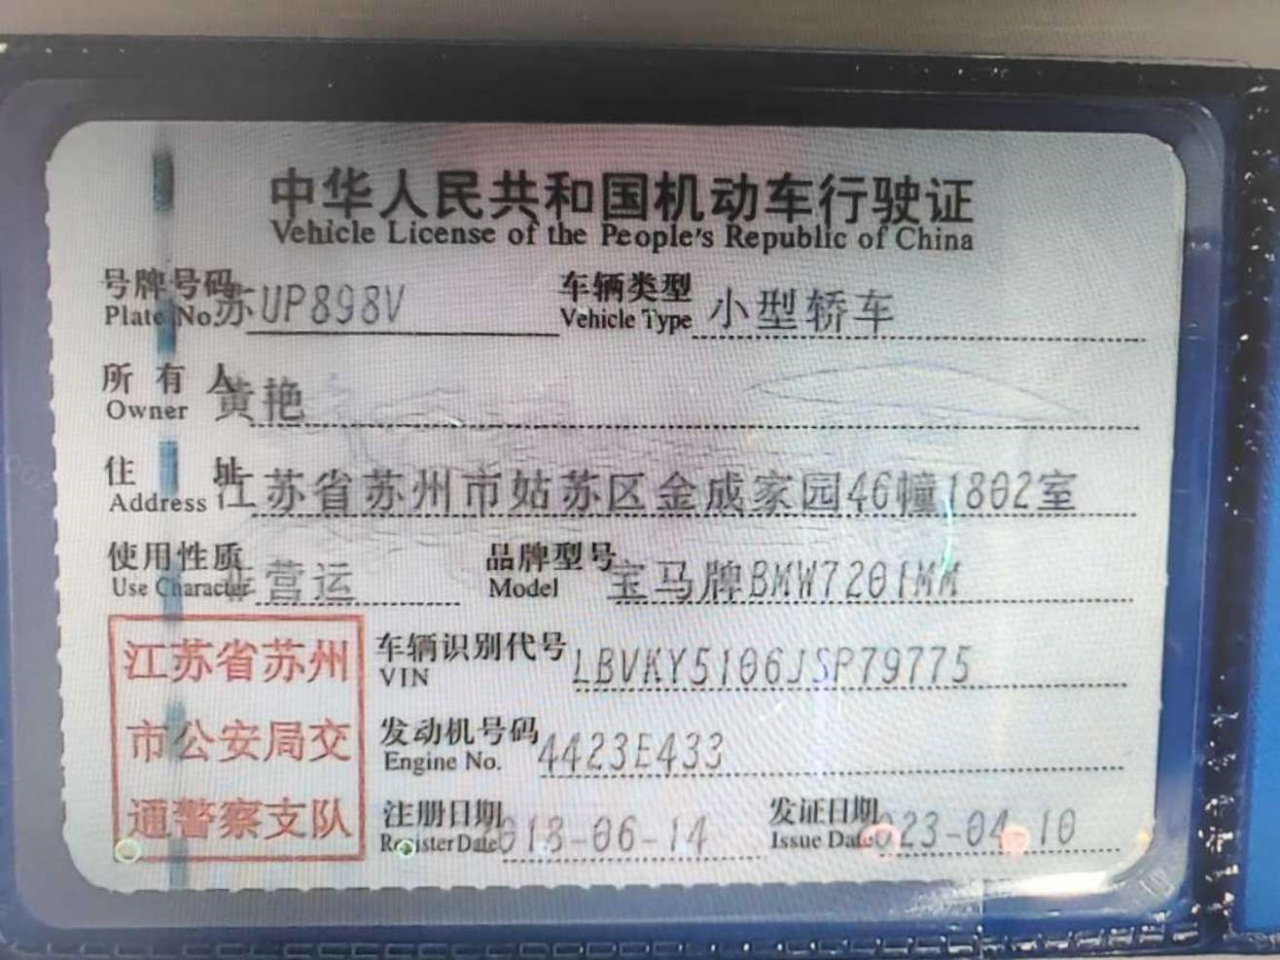 中华人民共和国机动车行驶证
Vehicle License of the People's Republic of China
号牌号码 苏UP898V 车辆类型 小型轿车
Plate No. Vehicle Type
所有人 黄艳
Owner
住址 江苏省苏州市姑苏区金成家园46幢1802室
Address
使用性质 非营运 品牌型号 宝马牌BMW7201MM
Use Character Model
江苏省苏州
市公安局交
通警察支队
车辆识别代号 LBVKY5106JSP79775
VIN
发动机号码 4423E433
Engine No.
注册日期 2018-06-14 发证日期 2023-04-10
Register Date Issue Date